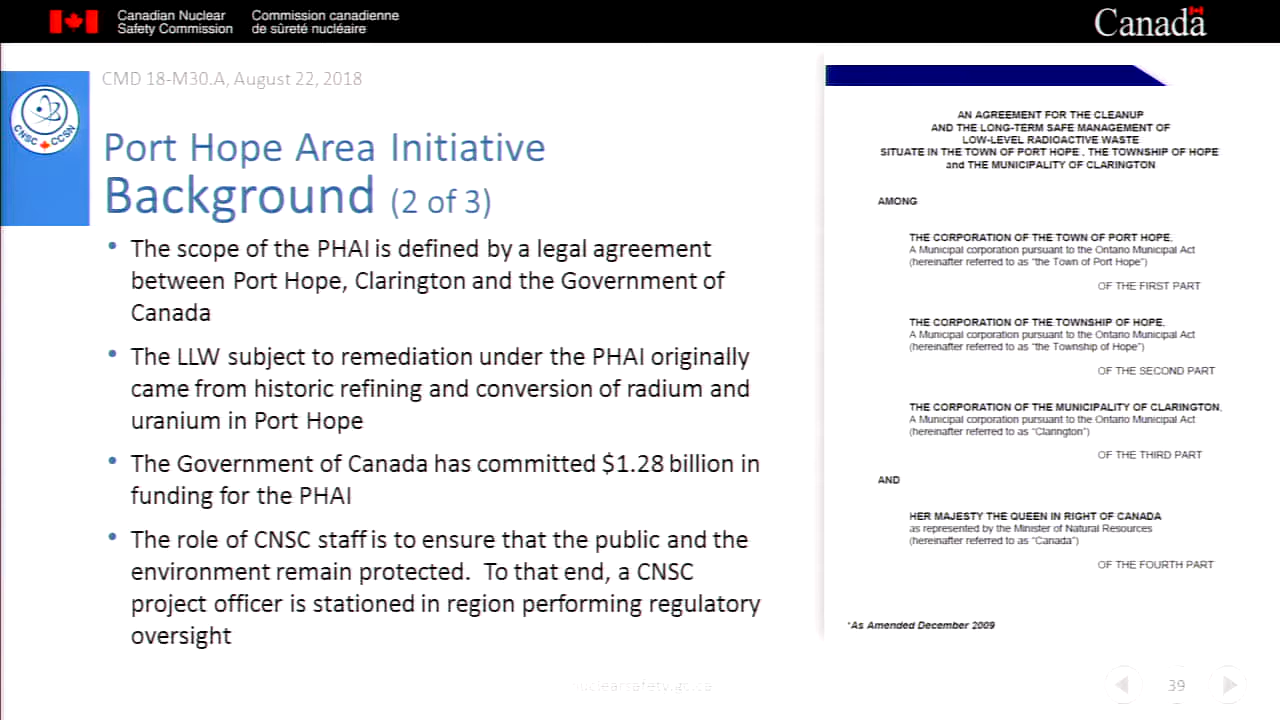 Canadian Nuclear Safety Commission
Commission canadienne de sûreté nucléaire
Canada
CMD 18-M30.A, August 22, 2018
CNSC CCSN
Port Hope Area Initiative
Background (2 of 3)
• The scope of the PHAI is defined by a legal agreement
between Port Hope, Clarington and the Government of
Canada
• The LLW subject to remediation under the PHAI originally
came from historic refining and conversion of radium and
uranium in Port Hope
• The Government of Canada has committed $1.28 billion in
funding for the PHAI
• The role of CNSC staff is to ensure that the public and the
environment remain protected.  To that end, a CNSC
project officer is stationed in region performing regulatory
oversight
AN AGREEMENT FOR THE CLEANUP
AND THE LONG-TERM SAFE MANAGEMENT OF
LOW-LEVEL RADIOACTIVE WASTE
SITUATE IN THE TOWN OF PORT HOPE , THE TOWNSHIP OF HOPE
and THE MUNICIPALITY OF CLARINGTON
AMONG
THE CORPORATION OF THE TOWN OF PORT HOPE,
A Municipal corporation pursuant to the Ontario Municipal Act
(hereinafter referred to as "the Town of Port Hope")
OF THE FIRST PART
THE CORPORATION OF THE TOWNSHIP OF HOPE,
A Municipal corporation pursuant to the Ontario Municipal Act
(hereinafter referred to as "the Township of Hope")
OF THE SECOND PART
THE CORPORATION OF THE MUNICIPALITY OF CLARINGTON,
A Municipal corporation pursuant to the Ontario Municipal Act
(hereinafter referred to as "Clarington")
OF THE THIRD PART
AND
HER MAJESTY THE QUEEN IN RIGHT OF CANADA
as represented by the Minister of Natural Resources
(hereinafter referred to as "Canada")
OF THE FOURTH PART
*As Amended December 2009
nuclearsafety.gc.ca
39